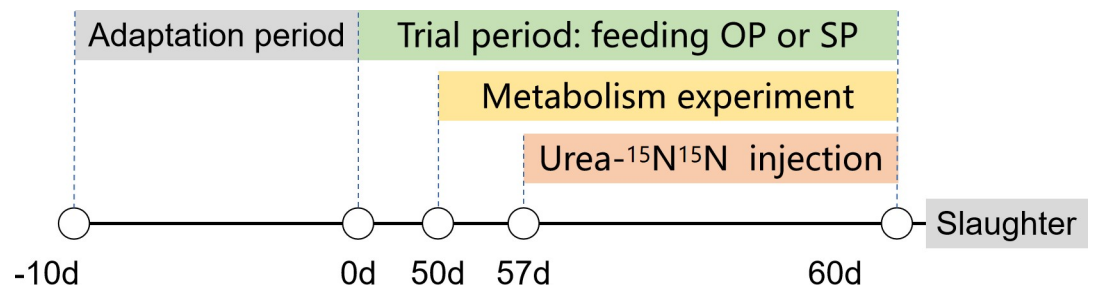 Adaptation period
Trial period: feeding OP or SP
Metabolism experiment
Urea-¹⁵N¹⁵N injection
Slaughter
-10d
0d
50d
57d
60d